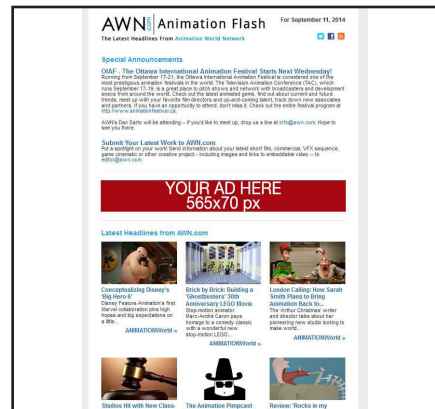 AWN.com Animation Flash
For September 11, 2014
The Latest Headlines From Animation World Network
Special Announcements
OIAF - The Ottawa International Animation Festival Starts Next Wednesday!
Running from September 17-21, the Ottawa International Animation Festival is considered one of the
most prestigious animation festivals in the world. The Television Animation Conference (TAC), which
runs September 17-19, is a great place to pitch shows and network with broadcasters and development
execs from around the world. Check out the latest animated gems, find out about current and future
trends, meet up with your favorite film directors and up-and-coming talent, track down new associates
and partners. If you have an opportunity to attend, don't miss it. Check out the entire festival program at
http://www.animationfestival.ca.
AWN's Dan Sarto will be attending – if you'd like to meet up, drop us a line at info@awn.com. Hope to
see you there.
Submit Your Latest Work to AWN.com
Put a spotlight on your work! Send information about your latest short film, commercial, VFX sequence,
game cinematic or other creative project - including images and links to embeddable video -- to
editor@awn.com.
YOUR AD HERE
565x70 px
Latest Headlines from AWN.com
Conceptualizing Disney's
'Big Hero 6'
Disney Feature Animation's first
Marvel collaboration pins high
hopes and big expectations on
a little...
ANIMATIONWorld »
Brick by Brick: Building a
'Ghostbusters' 30th
Anniversary LEGO Movie
Stop-motion animator
Marc-André Caron pays
homage to a comedy classic
with a wonderful new
stop-motion LEGO...
ANIMATIONWorld »
London Calling: How Sarah
Smith Plans to Bring
Animation Back to...
The 'Arthur Christmas' writer
and director talks about her
pioneering new studio looking to
make world...
ANIMATIONWorld »
Studios Hit with New Class-
The Animation Pimpcast
Review: 'Rocks in my